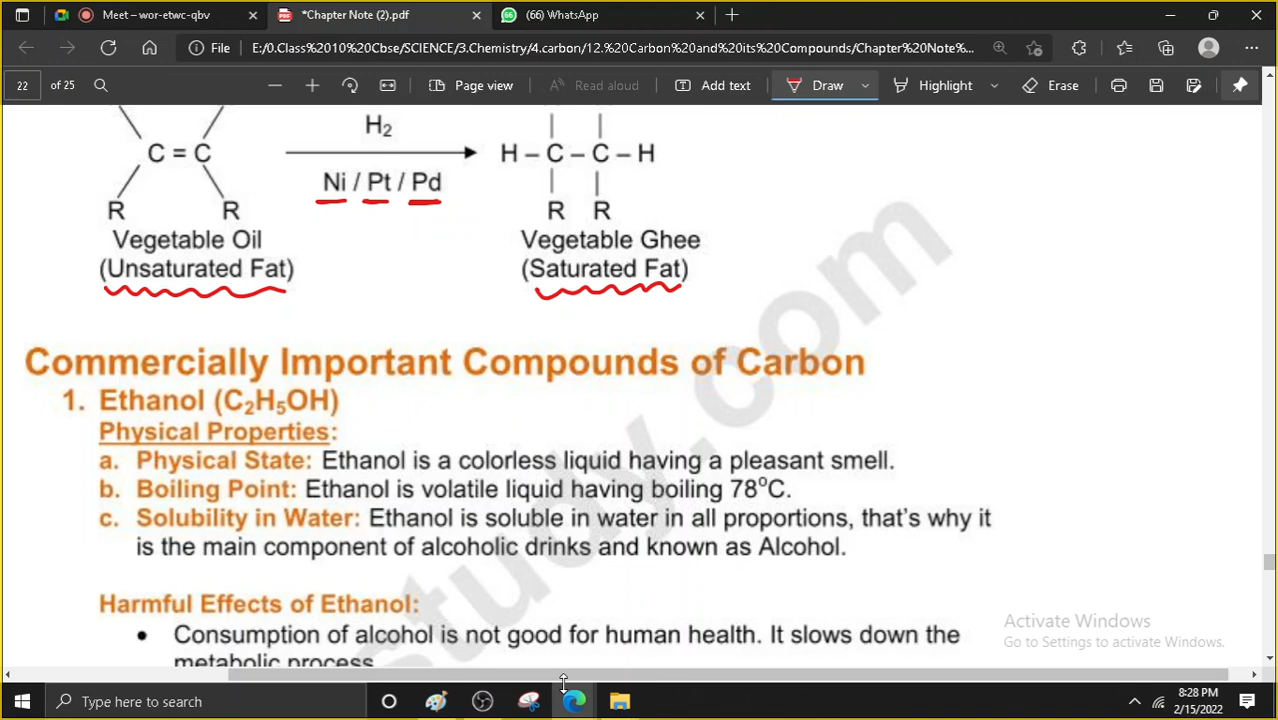 Meet – wor-etwc-qbv
*Chapter Note (2).pdf
(66) WhatsApp
File E:/0.Class%2010%20Cbse/SCIENCE/3.Chemistry/4.carbon/12.%20Carbon%20and%20its%20Compounds/Chapter%20Note%...
22 of 25
Page view
Read aloud
Add text
Draw
Highlight
Erase
H2
C = C
H – C – C – H
Ni / Pt / Pd
R R
R R
Vegetable Oil
(Unsaturated Fat)
Vegetable Ghee
(Saturated Fat)
Commercially Important Compounds of Carbon
1. Ethanol (C2H5OH)
Physical Properties:
a. Physical State: Ethanol is a colorless liquid having a pleasant smell.
b. Boiling Point: Ethanol is volatile liquid having boiling 78°C.
c. Solubility in Water: Ethanol is soluble in water in all proportions, that's why it
is the main component of alcoholic drinks and known as Alcohol.
Harmful Effects of Ethanol:
• Consumption of alcohol is not good for human health. It slows down the
metabolic process.
study.com
Activate Windows
Go to Settings to activate Windows.
Type here to search
8:28 PM
2/15/2022